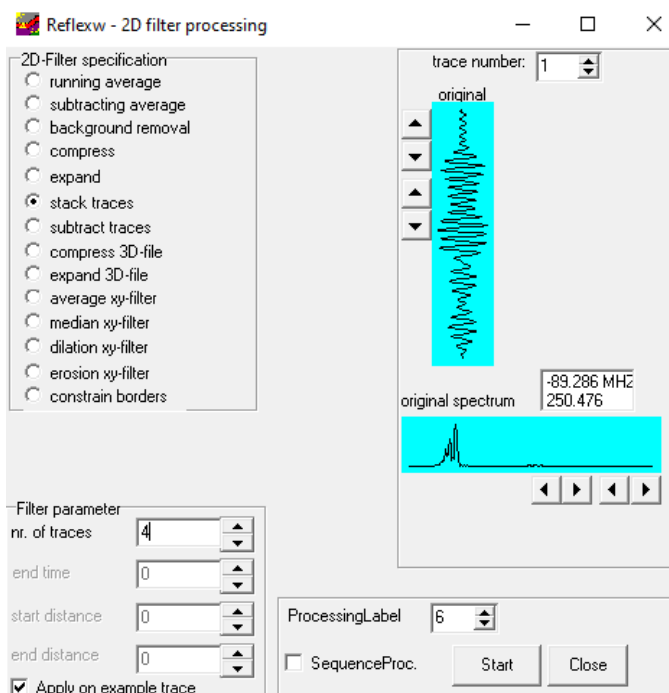 Reflexw - 2D filter processing
2D-Filter specification
running average
subtracting average
background removal
compress
expand
stack traces
subtract traces
compress 3D-file
expand 3D-file
average xy-filter
median xy-filter
dilation xy-filter
erosion xy-filter
constrain borders
trace number: 1
original
original spectrum
-89.286 MHZ
250.476
Filter parameter
nr. of traces 4
end time 0
start distance 0
end distance 0
Apply on example trace
ProcessingLabel 6
SequenceProc. Start Close